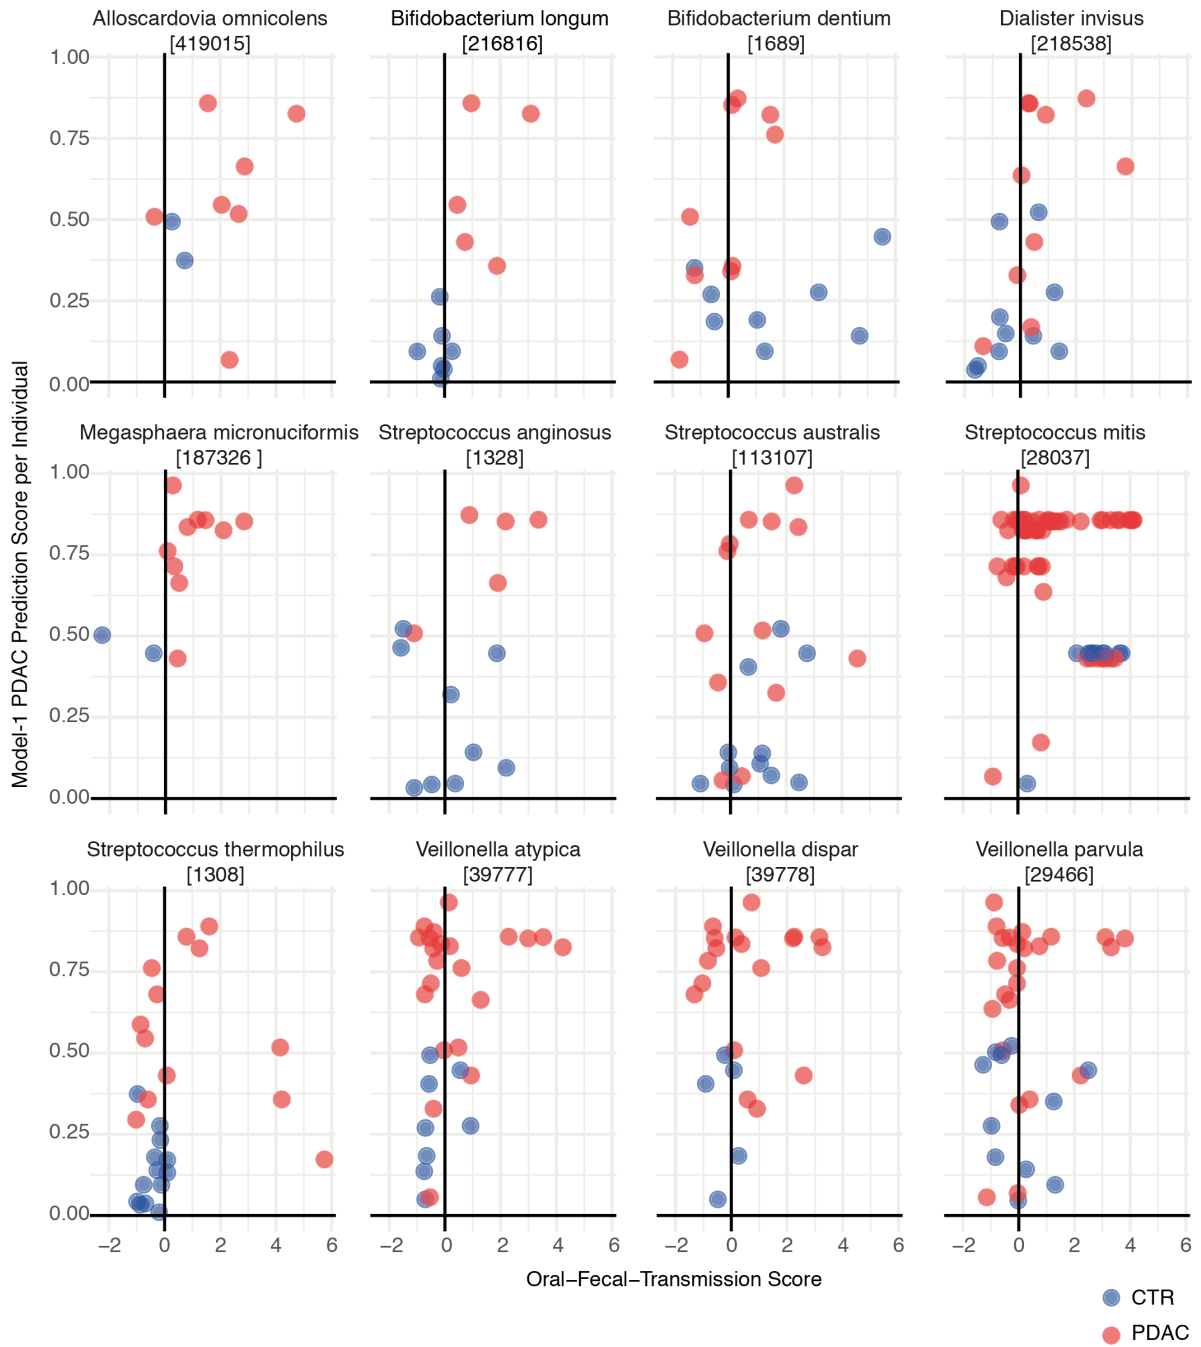 Alloscardovia omnicolens
[419015]
Bifidobacterium longum
[216816]
Bifidobacterium dentium
[1689]
Dialister invisus
[218538]
1.00
0.75
0.50
0.25
0.00
Megasphaera micronuciformis
[187326 ]
Streptococcus anginosus
[1328]
Streptococcus australis
[113107]
Streptococcus mitis
[28037]
1.00
0.75
0.50
0.25
0.00
Streptococcus thermophilus
[1308]
Veillonella atypica
[39777]
Veillonella dispar
[39778]
Veillonella parvula
[29466]
1.00
0.75
0.50
0.25
0.00
−2 0 2 4 6
−2 0 2 4 6
−2 0 2 4 6
−2 0 2 4 6
Model-1 PDAC Prediction Score per Individual
Oral−Fecal−Transmission Score
CTR
PDAC